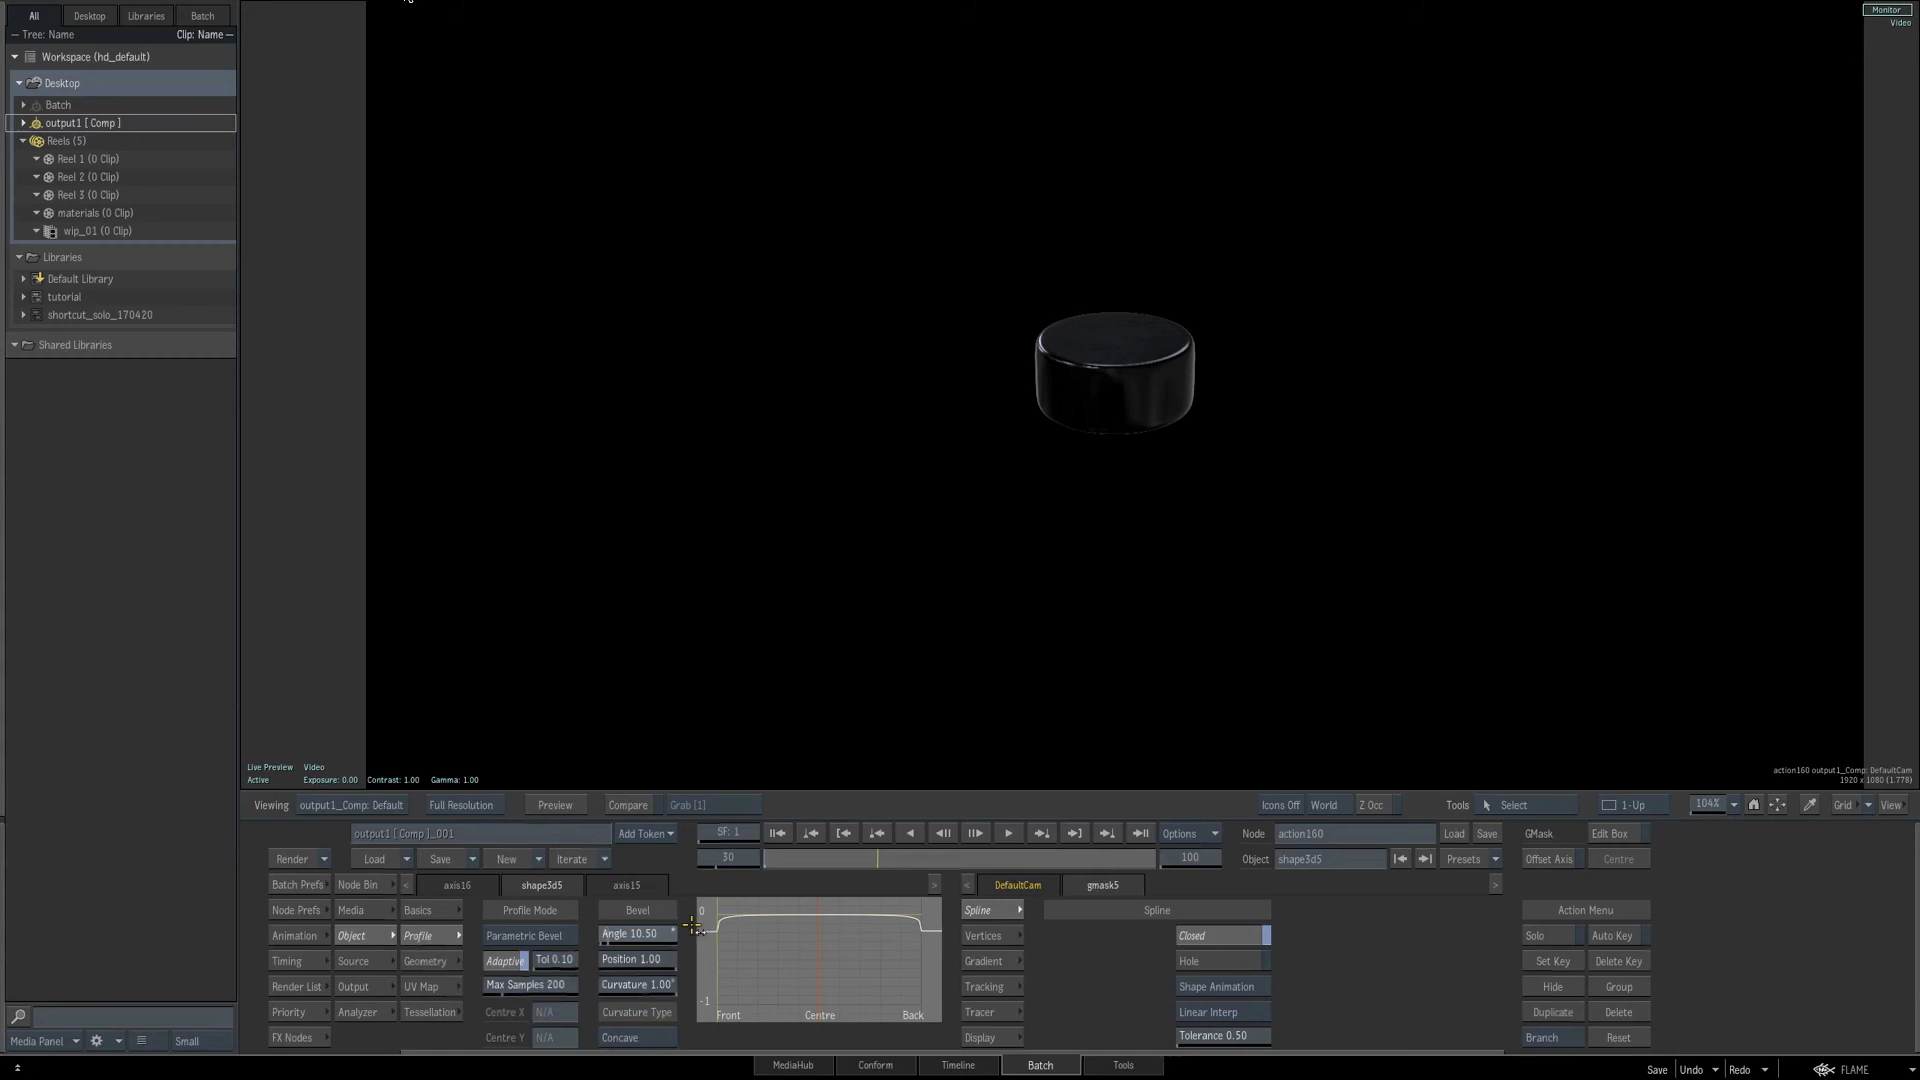 All Desktop Libraries Batch
Tree: Name Clip: Name
Workspace (hd_default)
Desktop
Batch
output1 [ Comp ]
Reels (5)
Reel 1 (0 Clip)
Reel 2 (0 Clip)
Reel 3 (0 Clip)
materials (0 Clip)
wip_01 (0 Clip)
Libraries
Default Library
tutorial
shortcut_solo_170420
Shared Libraries
Monitor
Video
Live Preview Video
Active Exposure: 0.00 Contrast: 1.00 Gamma: 1.00
action160 output1_Comp: DefaultCam
1920 x 1080 (1.778)
Viewing output1_Comp: Default Full Resolution Preview Compare Grab [1] Icons Off World Z Occ Tools Select 1-Up 104% Grid View
output1 [ Comp ]_001 Add Token SF: 1 Options Node action160 Load Save GMask Edit Box
Render Load Save New Iterate 30 100 Object shape3d5 Presets Offset Axis Centre
Batch Prefs Node Bin < axis16 shape3d5 axis15 > < DefaultCam gmask5 >
Node Prefs Media Basics Profile Mode Bevel 0 Spline Spline Action Menu
Animation Object Profile Parametric Bevel Angle 10.50 Vertices Closed Solo Auto Key
Timing Source Geometry Adaptive Tol 0.10 Position 1.00 Gradient Hole Set Key Delete Key
Render List Output UV Map Max Samples 200 Curvature 1.00 Tracking Shape Animation Hide Group
-1
Priority Analyzer Tessellation Centre X N/A Curvature Type Front Centre Back Tracer Linear Interp Duplicate Delete
FX Nodes Centre Y N/A Concave Display Tolerance 0.50 Branch Reset
Media Panel Small
MediaHub Conform Timeline Batch Tools Save Undo Redo FLAME